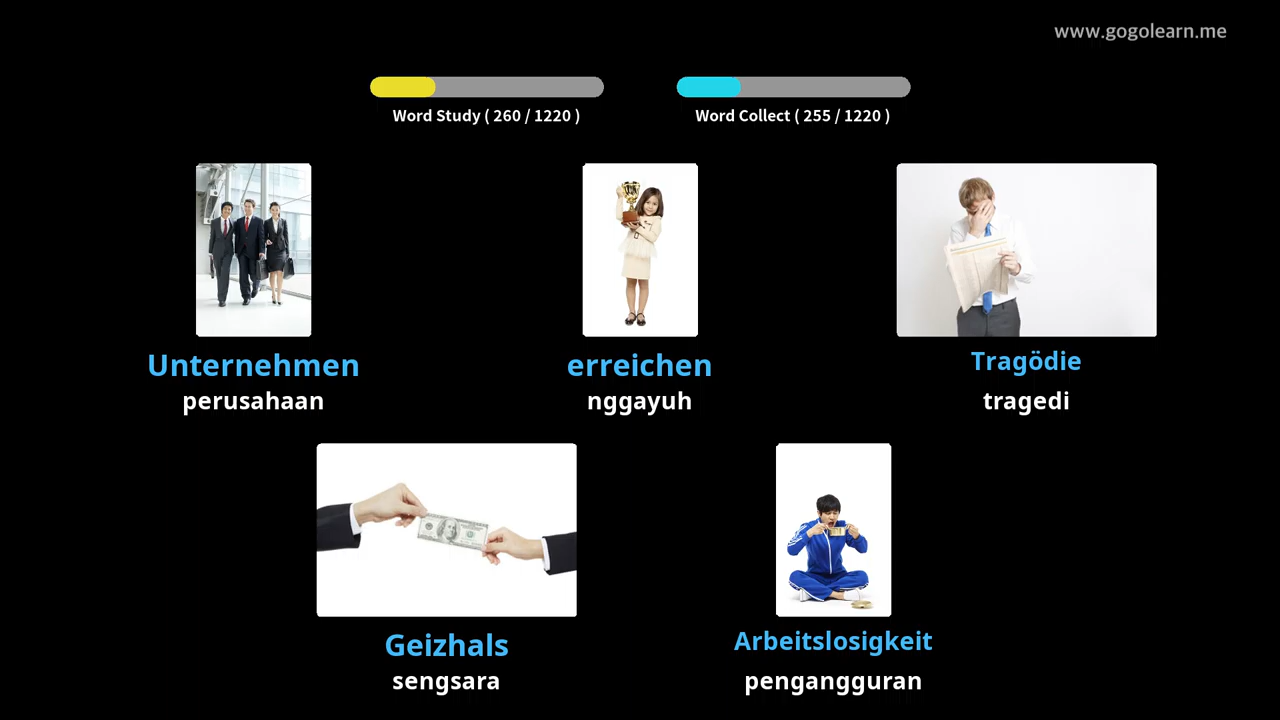 www.gogolearn.me
Word Study ( 260 / 1220 )
Word Collect ( 255 / 1220 )
Unternehmen
perusahaan
erreichen
nggayuh
Tragödie
tragedi
Geizhals
sengsara
Arbeitslosigkeit
pengangguran